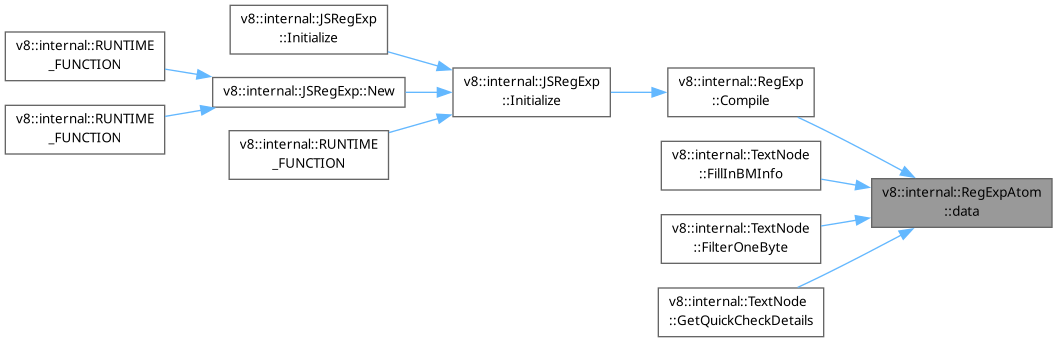 v8::internal::JSRegExp
::Initialize
v8::internal::RUNTIME
_FUNCTION
v8::internal::JSRegExp::New
v8::internal::RUNTIME
_FUNCTION
v8::internal::RUNTIME
_FUNCTION
v8::internal::JSRegExp
::Initialize
v8::internal::RegExp
::Compile
v8::internal::TextNode
::FillInBMInfo
v8::internal::TextNode
::FilterOneByte
v8::internal::TextNode
::GetQuickCheckDetails
v8::internal::RegExpAtom
::data